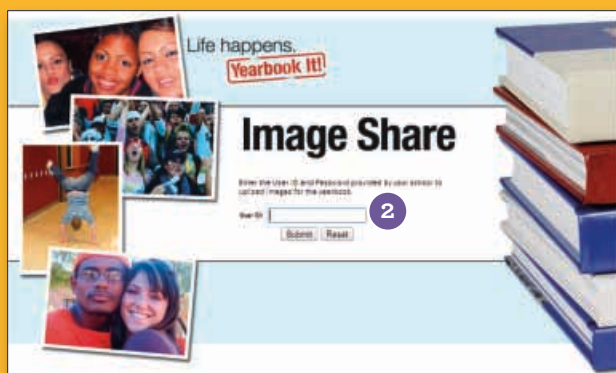 Life happens,
Yearbook It!
Image Share
Enter the User ID and Password provided by your school to
upload images for the yearbook.
User ID:
2
Submit Reset